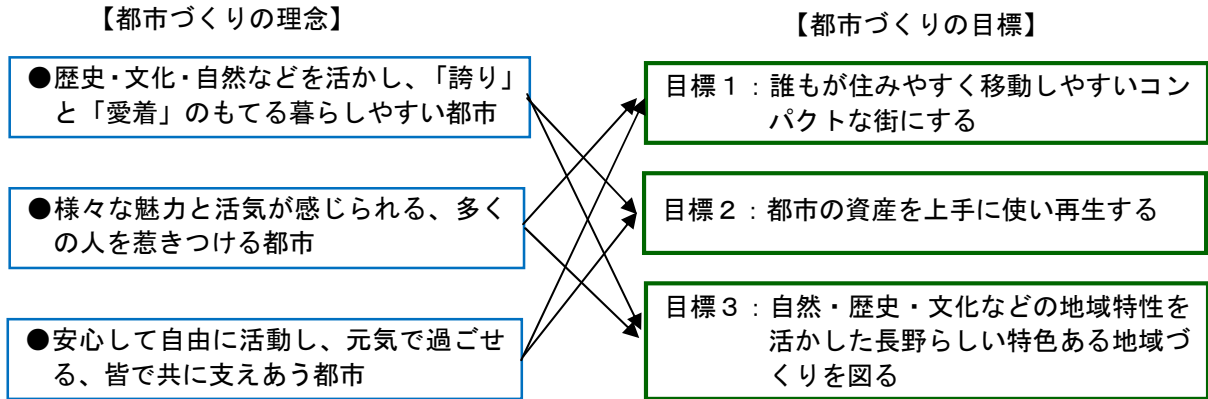 【都市づくりの理念】
●歴史・文化・自然などを活かし、「誇り」
と「愛着」のもてる暮らしやすい都市
●様々な魅力と活気が感じられる、多く
の人を惹きつける都市
●安心して自由に活動し、元気で過ごせ
る、皆で共に支えあう都市
【都市づくりの目標】
目標１：誰もが住みやすく移動しやすいコン
パクトな街にする
目標２：都市の資産を上手に使い再生する
目標３：自然・歴史・文化などの地域特性を
活かした長野らしい特色ある地域づ
くりを図る